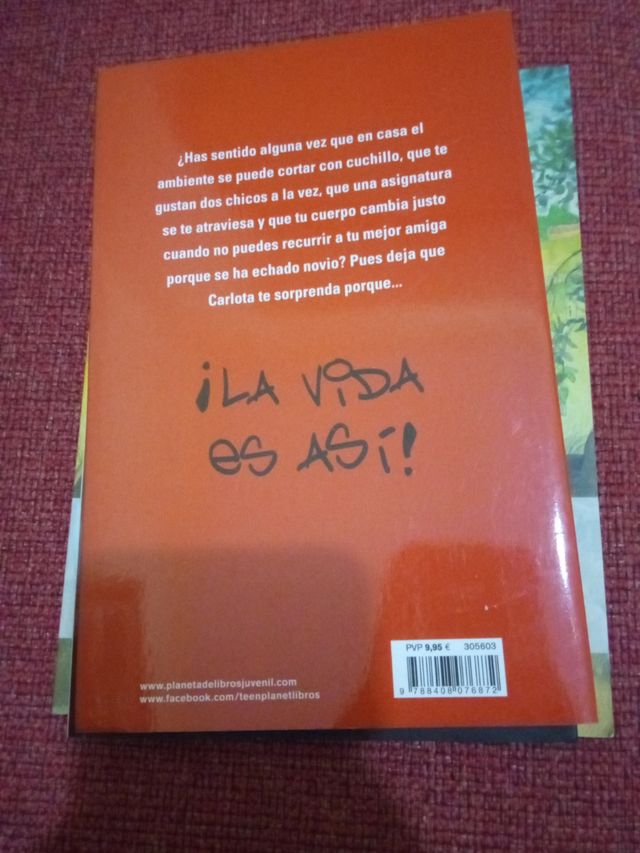 ¿Has sentido alguna vez que en casa el
ambiente se puede cortar con cuchillo, que te
gustan dos chicos a la vez, que una asignatura
se te atraviesa y que tu cuerpo cambia justo
cuando no puedes recurrir a tu mejor amiga
porque se ha echado novio? Pues deja que
Carlota te sorprenda porque...
¡LA ViDA
es ASí!
PVP 9,95 € 305603
9 788408 076872
www.planetadelibrosjuvenil.com
www.facebook.com/teenplanetlibros